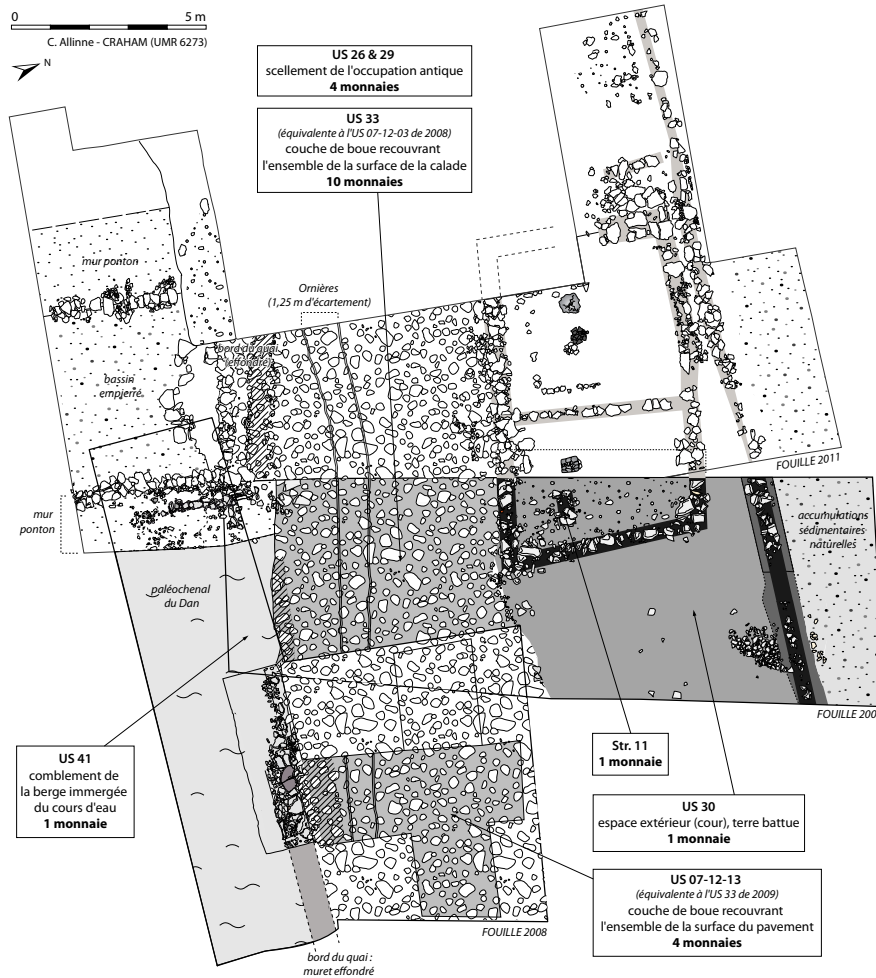 0 5 m
C. Allinne - CRAHAM (UMR 6273)
N
US 26 & 29
scellement de l'occupation antique
4 monnaies
US 33
(équivalente à l'US 07-12-03 de 2008)
couche de boue recouvrant
l'ensemble de la surface de la calade
10 monnaies
mur ponton
Ornières
(1,25 m d'écartement)
bord du quai
(effondré)
bassin
empierré
FOUILLE 2011
mur
ponton
accumulations
sédimentaires
naturelles
paléochenal
du Dan
FOUILLE 200
US 41
comblement de
la berge immergée
du cours d'eau
1 monnaie
Str. 11
1 monnaie
US 30
espace extérieur (cour), terre battue
1 monnaie
US 07-12-13
(équivalente à l'US 33 de 2009)
couche de boue recouvrant
l'ensemble de la surface du pavement
4 monnaies
FOUILLE 2008
bord du quai :
muret effondré